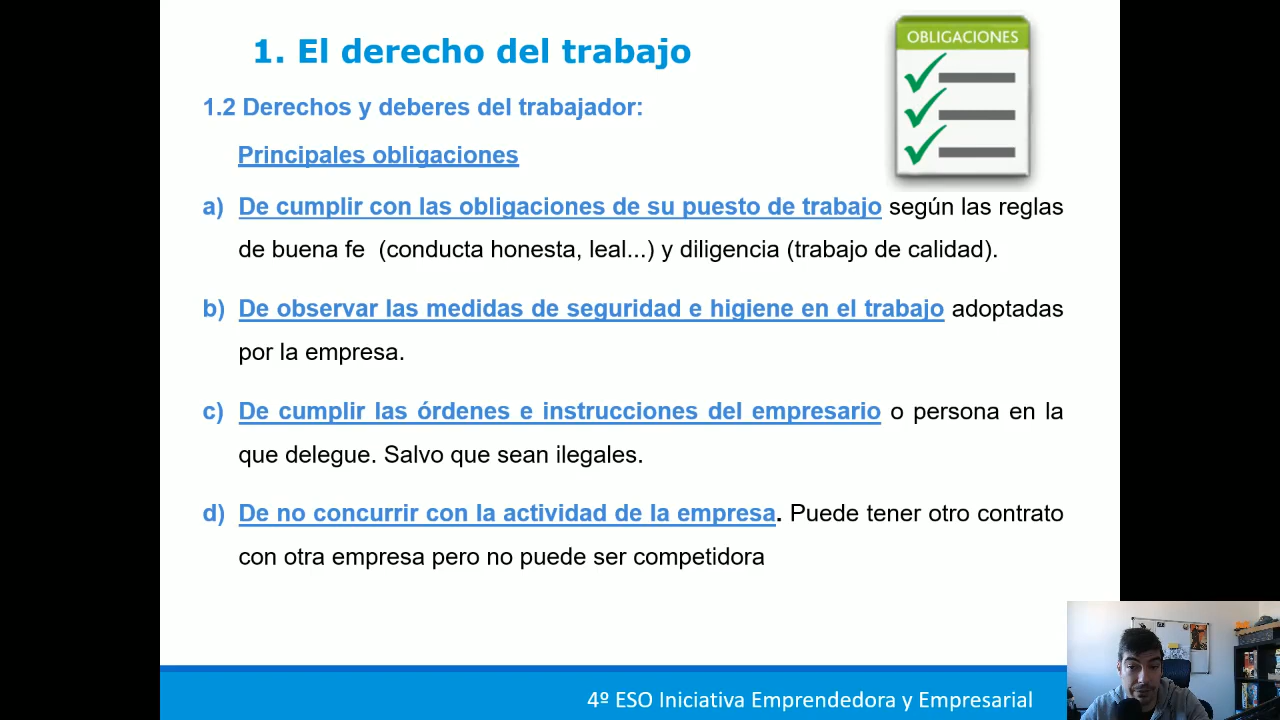 1. El derecho del trabajo
OBLIGACIONES
1.2 Derechos y deberes del trabajador:
Principales obligaciones
a) De cumplir con las obligaciones de su puesto de trabajo según las reglas
de buena fe (conducta honesta, leal...) y diligencia (trabajo de calidad).
b) De observar las medidas de seguridad e higiene en el trabajo adoptadas
por la empresa.
c) De cumplir las órdenes e instrucciones del empresario o persona en la
que delegue. Salvo que sean ilegales.
d) De no concurrir con la actividad de la empresa. Puede tener otro contrato
con otra empresa pero no puede ser competidora
4º ESO Iniciativa Emprendedora y Empresarial